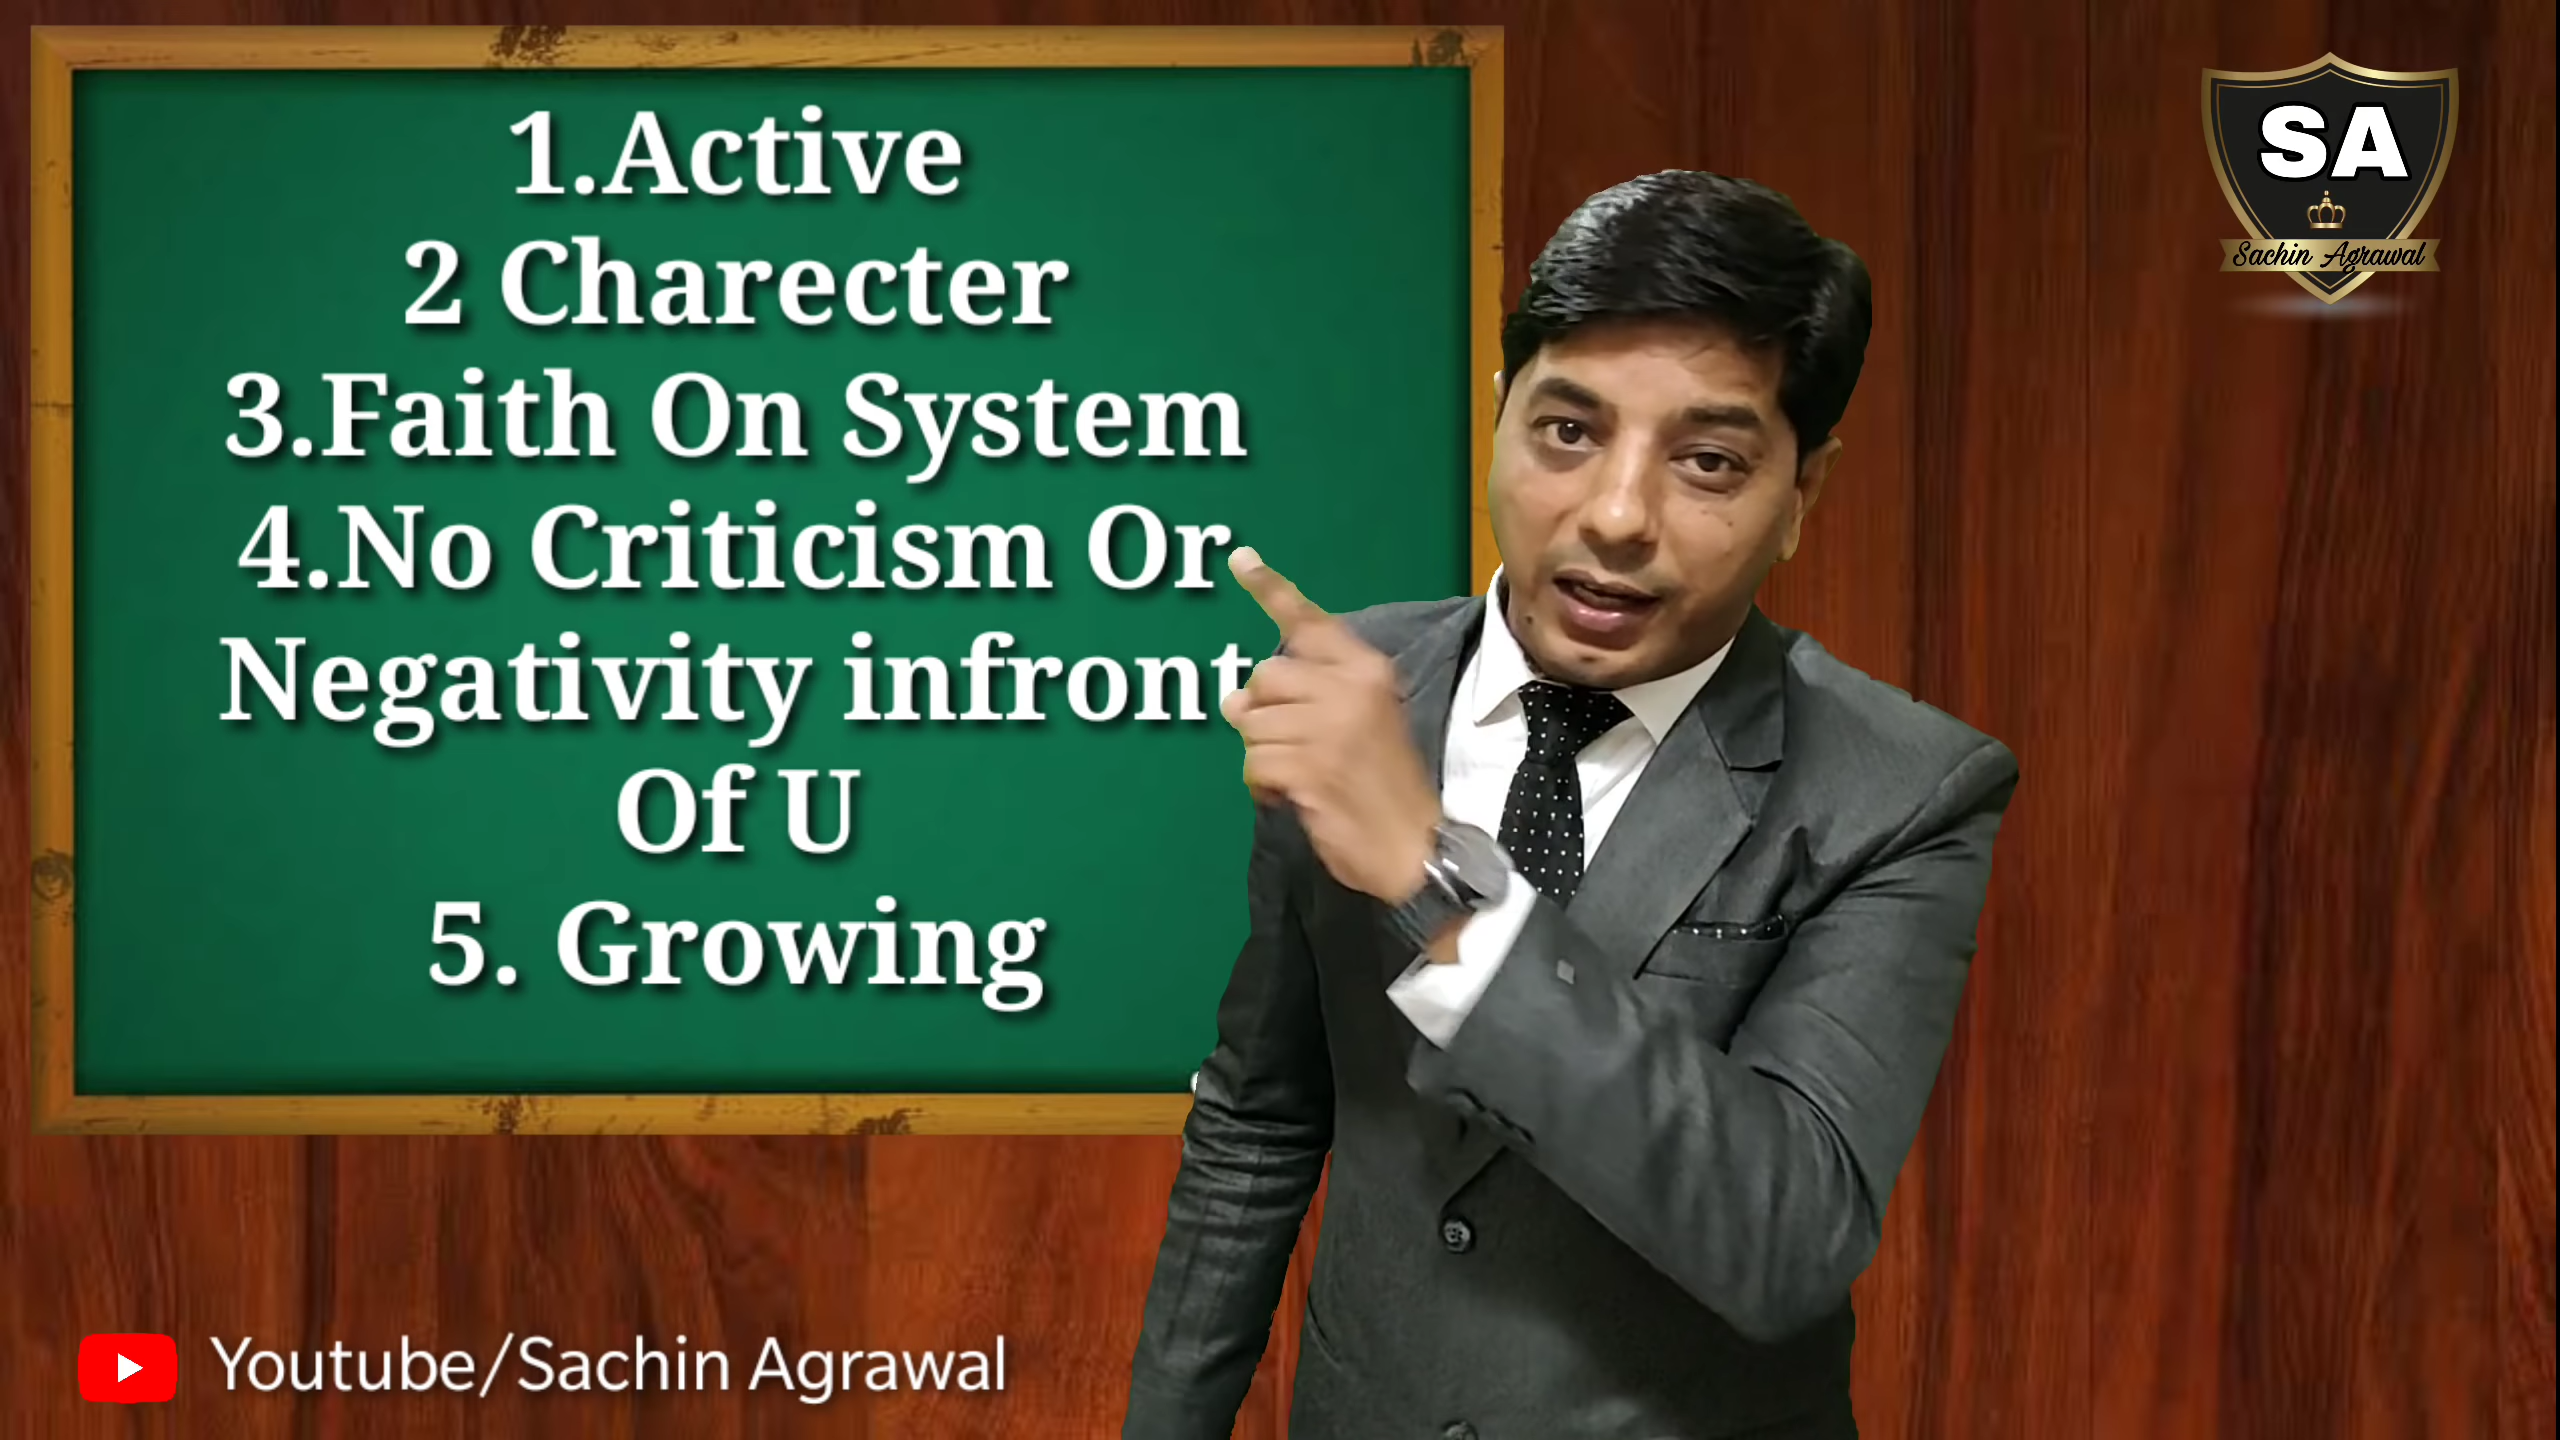 1.Active
2 Charecter
3.Faith On System
4.No Criticism Or
Negativity infront
Of U
5. Growing
SA
Sachin Agrawal
Youtube/Sachin Agrawal